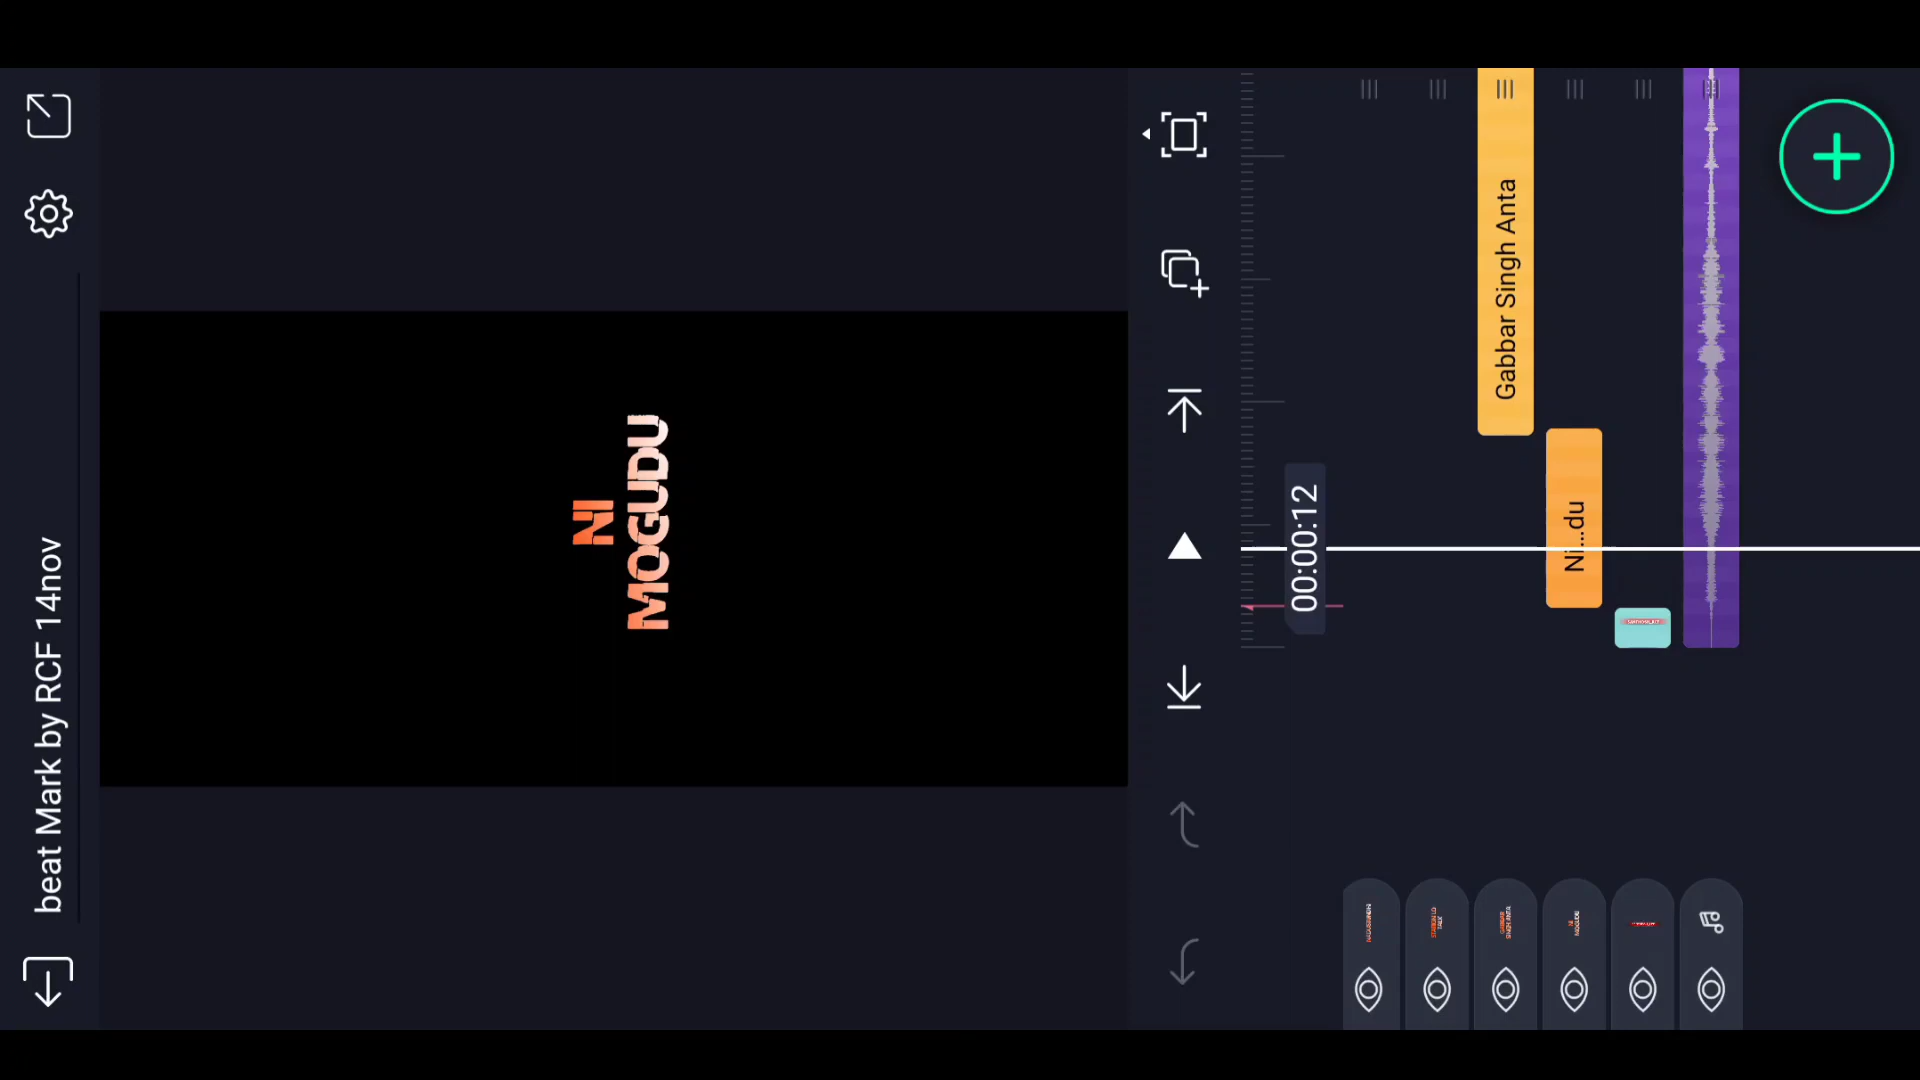 beat Mark by RCF 14nov
NI
MOGUDU
00:00:12
Gabbar Singh Anta
Ni...du